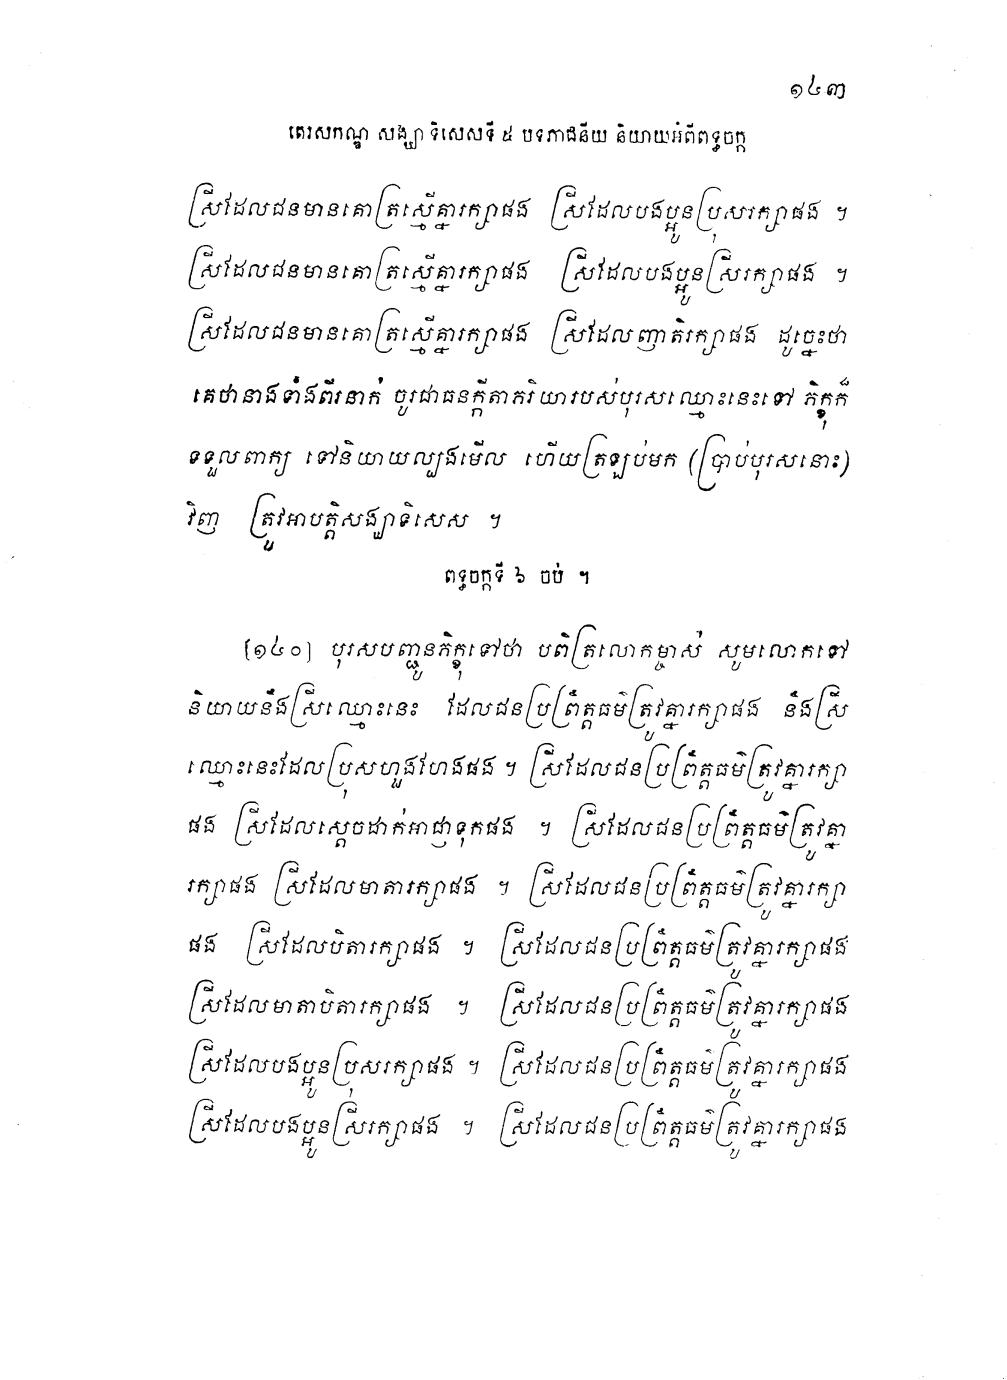 ១៤៣
តេរសកណ្ឌ សង្ឃាទិសេសទី ៥ បទភាជនីយ និយាយអំពីពទ្ធចក្ក
ស្រីដែលជនមានគោត្រស្មើគ្នារក្សាផង ស្រីដែលបងប្អូនប្រុសរក្សាផង ។
ស្រីដែលជនមានគោត្រស្មើគ្នារក្សាផង ស្រីដែលបងប្អូនស្រីរក្សាផង ។
ស្រីដែលជនមានគោត្រស្មើគ្នារក្សាផង ស្រីដែលញាតិរក្សាផង ដូច្នេះថា
គេថានាងទាំងពីរនាក់ ចូរជាធនក្កីតាភរិយារបស់បុរសឈ្មោះនេះទៅ ភិក្ខុក៏
ទទួលពាក្យ ទៅនិយាយល្បងមើល ហើយត្រឡប់មក (ប្រាប់បុរសនោះ)
វិញ ត្រូវអាបត្តិសង្ឃាទិសេស ។
ពទ្ធចក្កទី ៦ ចប់ ។
[១៤០] បុរសបញ្ជូនភិក្ខុទៅថា បពិត្រលោកម្ចាស់ សូមលោកទៅ
និយាយនឹងស្រីឈ្មោះនេះ ដែលជនប្រព្រឹត្តធម៌ត្រូវគ្នារក្សាផង នឹងស្រី
ឈ្មោះនេះដែលប្រុសហួងហែងផង ។ ស្រីដែលជនប្រព្រឹត្តធម៌ត្រូវគ្នារក្សា
ផង ស្រីដែលស្តេចដាក់អាជ្ញាទុកផង ។ ស្រីដែលជនប្រព្រឹត្តធម៌ត្រូវគ្នា
រក្សាផង ស្រីដែលមាតារក្សាផង ។ ស្រីដែលជនប្រព្រឹត្តធម៌ត្រូវគ្នារក្សា
ផង ស្រីដែលបិតារក្សាផង ។ ស្រីដែលជនប្រព្រឹត្តធម៌ត្រូវគ្នារក្សាផង
ស្រីដែលមាតាបិតារក្សាផង ។ ស្រីដែលជនប្រព្រឹត្តធម៌ត្រូវគ្នារក្សាផង
ស្រីដែលបងប្អូនប្រុសរក្សាផង ។ ស្រីដែលជនប្រព្រឹត្តធម៌ត្រូវគ្នារក្សាផង
ស្រីដែលបងប្អូនស្រីរក្សាផង ។ ស្រីដែលជនប្រព្រឹត្តធម៌ត្រូវគ្នារក្សាផង